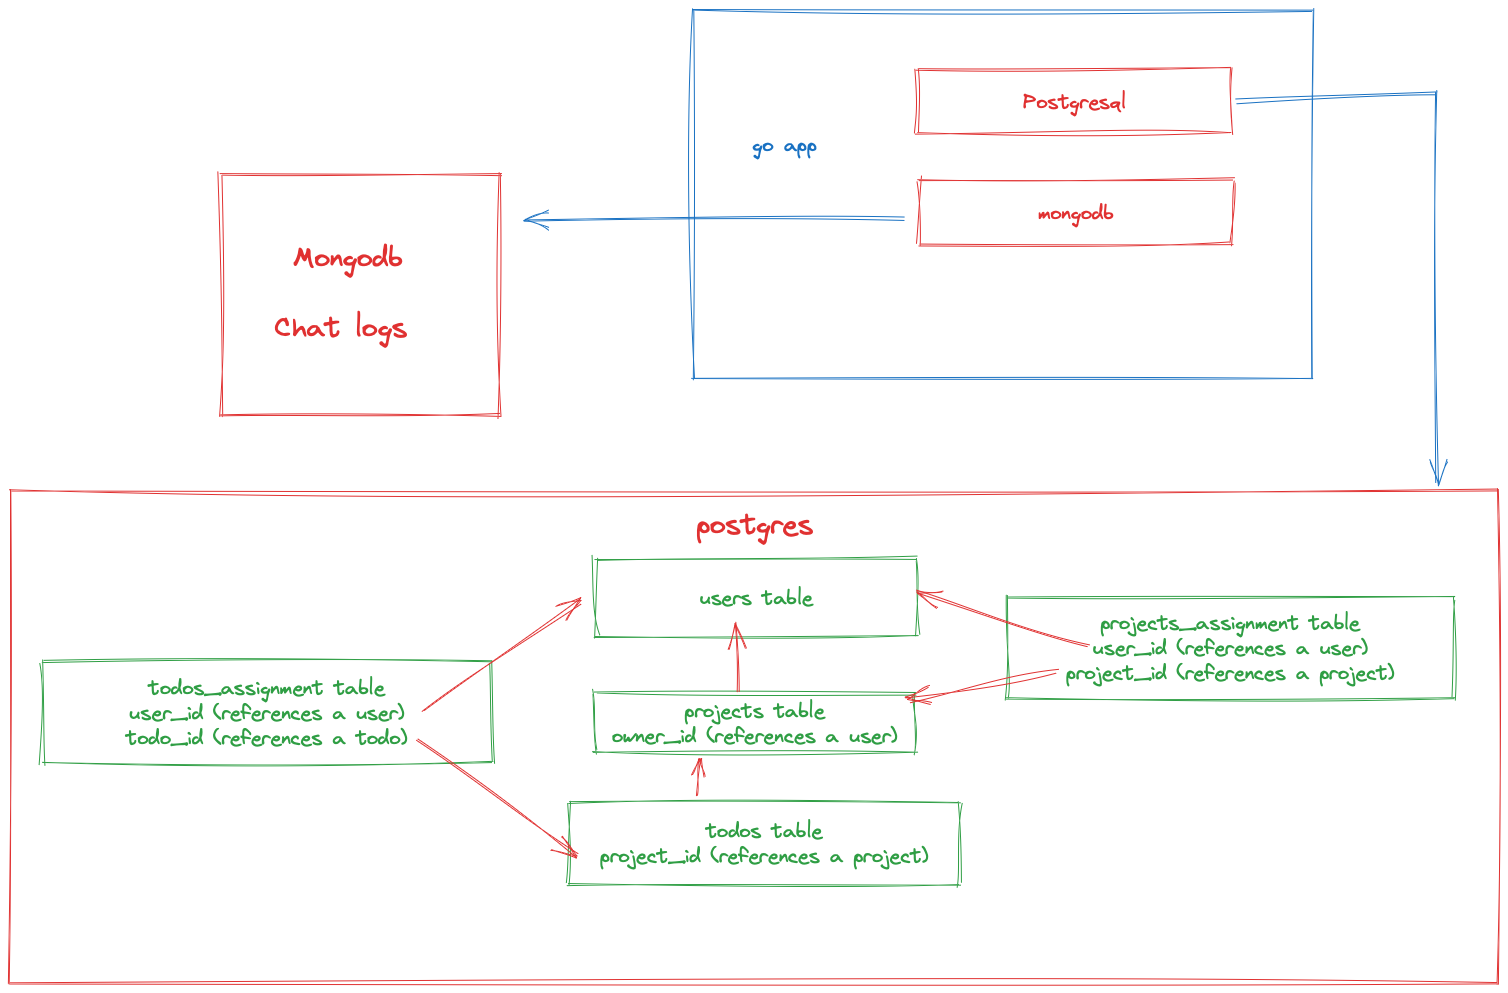 Postgresql
go app
mongodb
Mongodb
Chat logs
postgres
users table
projects_assignment table
user_id (references a user)
project_id (references a project)
todos_assignment table
user_id (references a user)
todo_id (references a todo)
projects table
owner_id (references a user)
todos table
project_id (references a project)